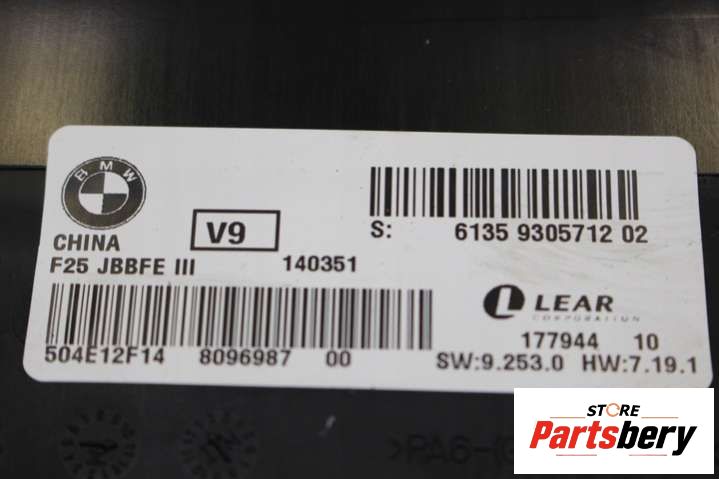 BMW
CHINA
V9
S: 6135 9305712 02
F25 JBBFE III 140351
LEAR
CORPORATION
177944 10
504E12F14 8096987 00
SW:9.253.0 HW:7.19.1
>PA6-(G
STORE
Partsbery